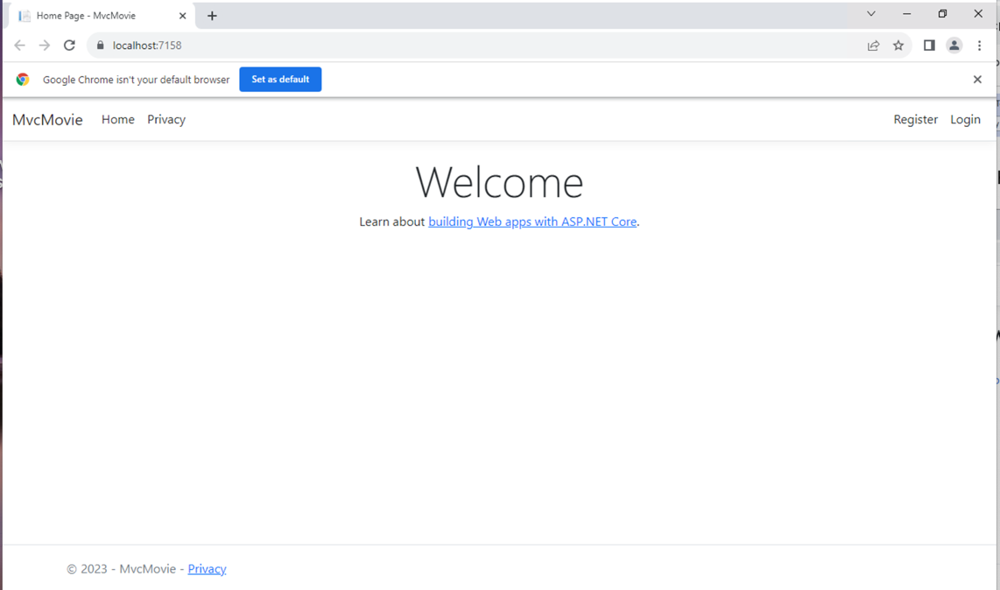 Home Page - MvcMovie
localhost:7158
Google Chrome isn't your default browser Set as default
MvcMovie Home Privacy Register Login
Welcome
Learn about building Web apps with ASP.NET Core.
© 2023 - MvcMovie - Privacy